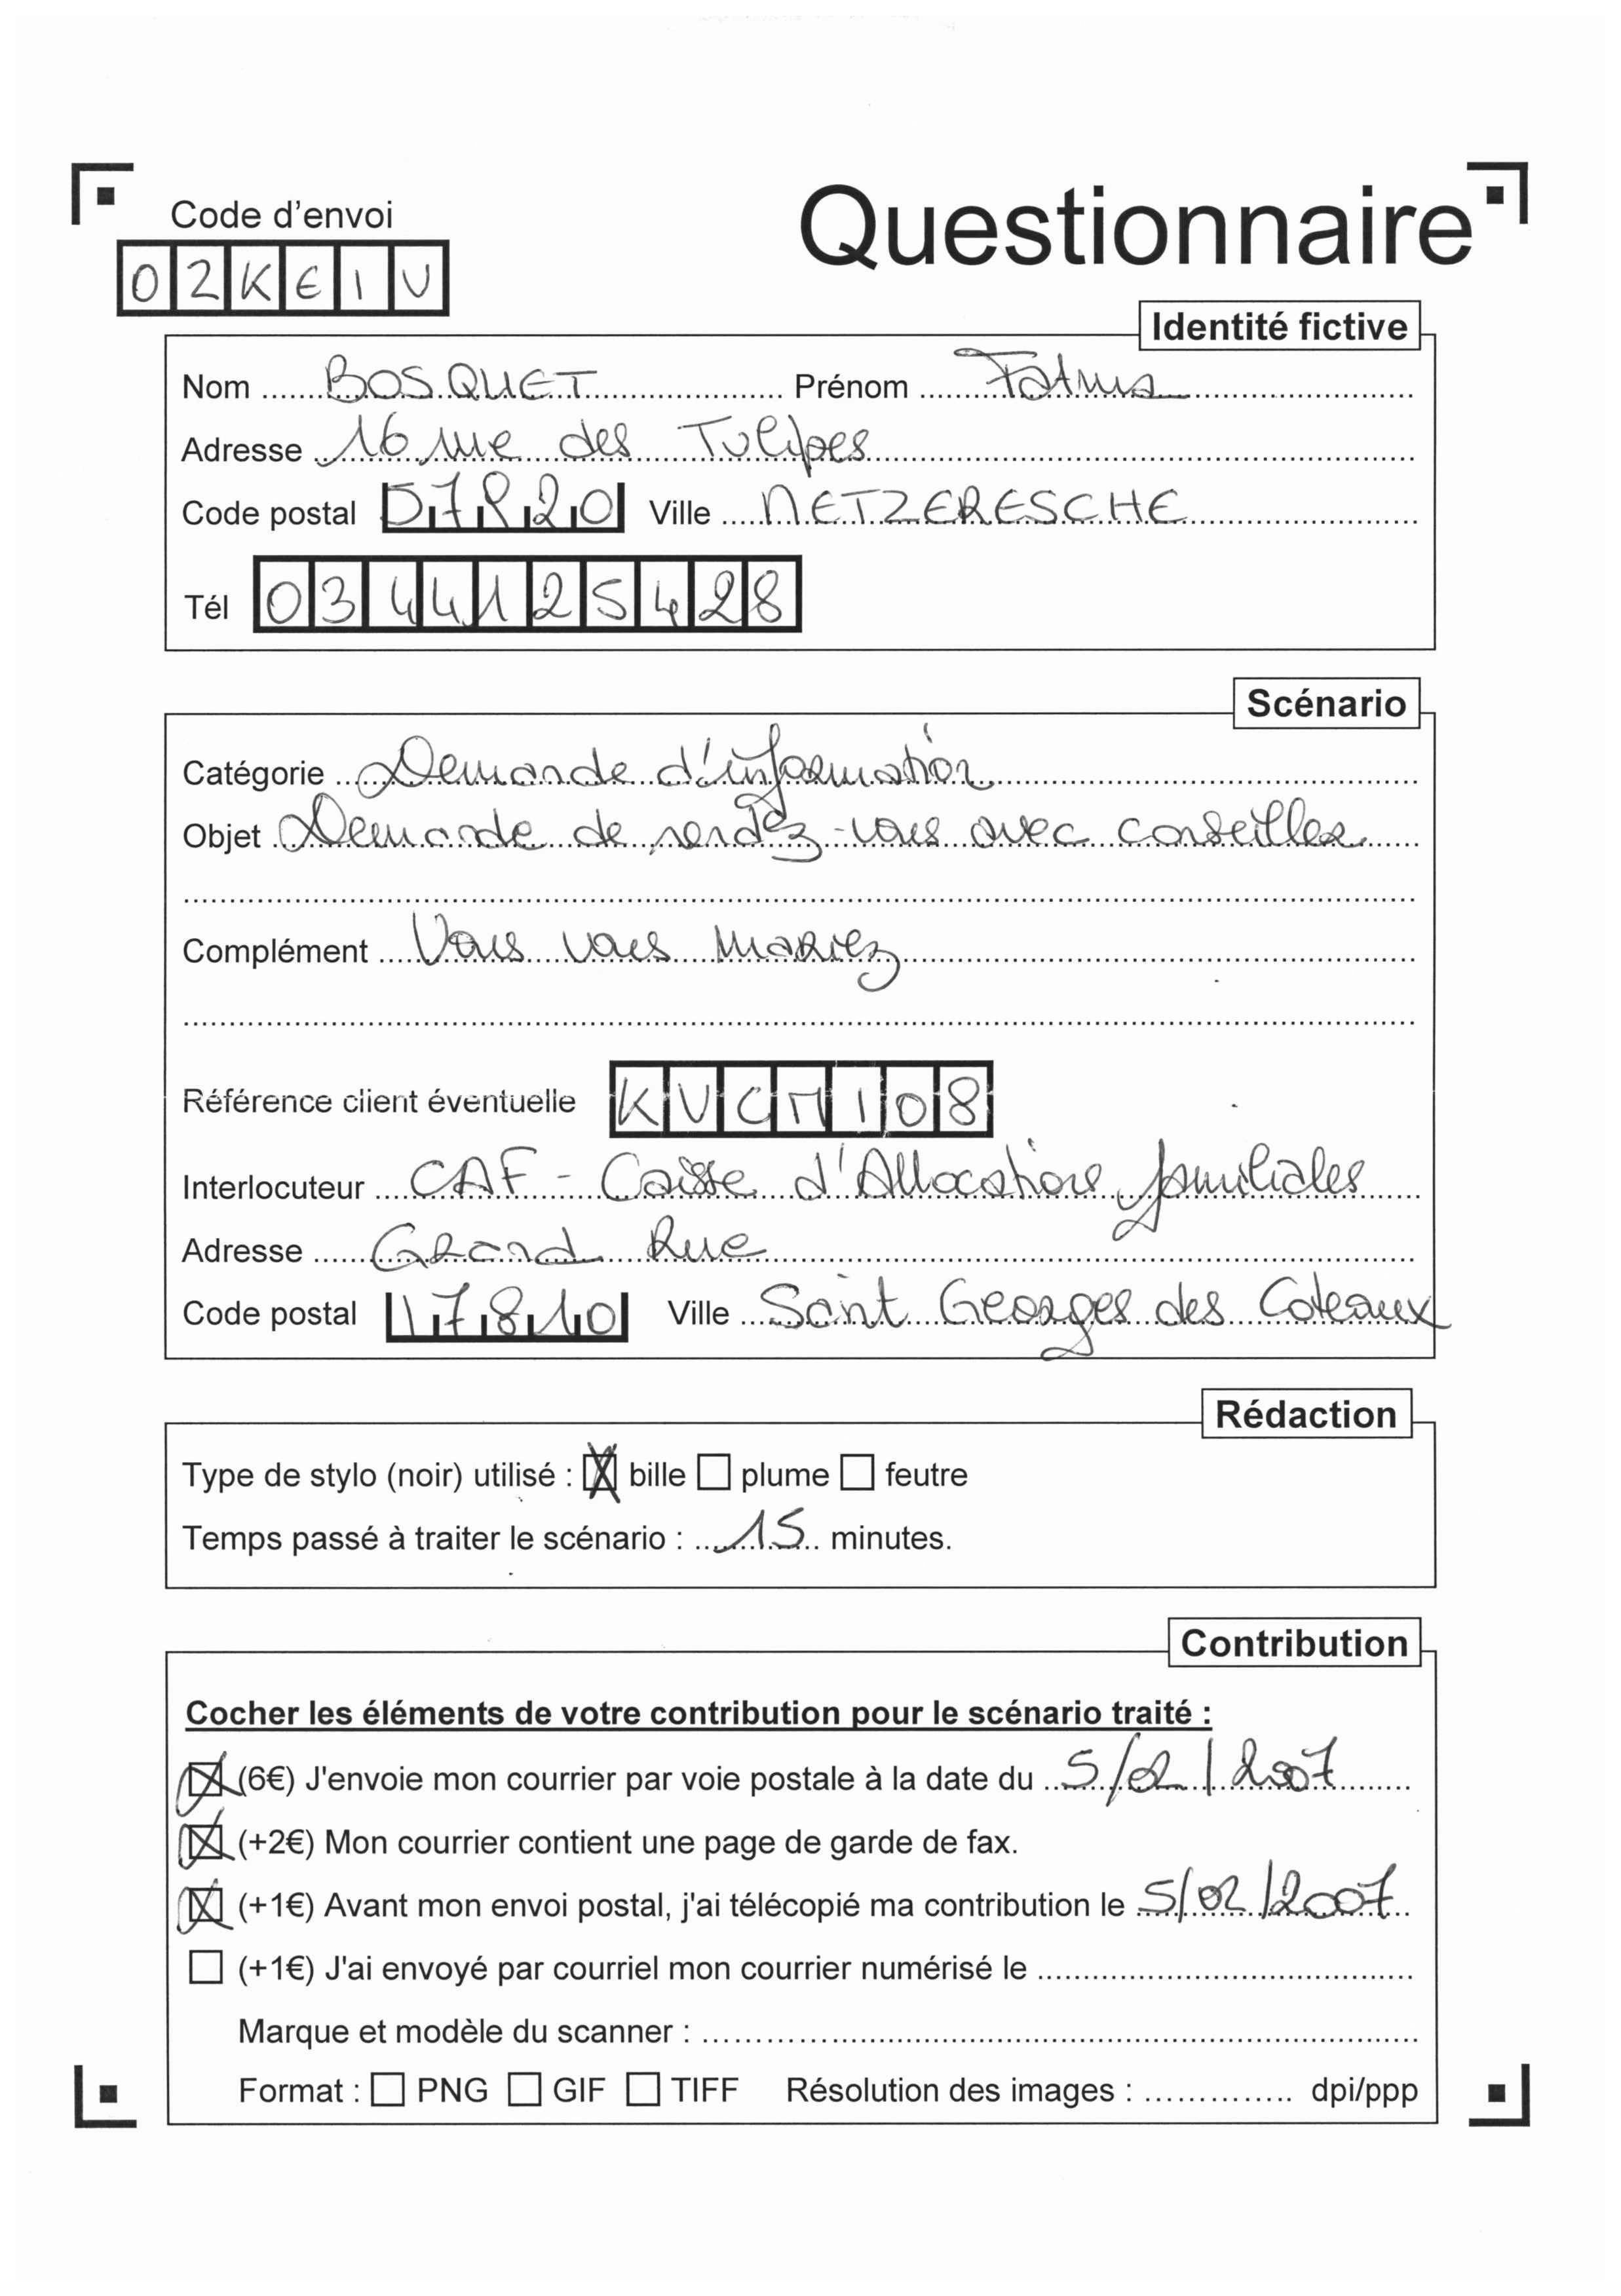 Code d'envoi
Questionnaire
02KE1U
Identité fictive
Nom BOSQUET Prénom Fatma
Adresse 16 rue des Tulipes
Code postal Ville NETZERESCHE
Tél 0344125428
Scénario
Catégorie Demande d'information
Objet Demande de rendez-vous avec conseiller
Complément Vous vous mariez
Référence client éventuelle KVCM108
Interlocuteur CAF - Caisse d'Allocations familiales
Adresse Grand Rue
Code postal 17810 Ville Saint Georges des Coteaux
Rédaction
Type de stylo (noir) utilisé : bille plume feutre
Temps passé à traiter le scénario : 15 minutes.
Contribution
Cocher les éléments de votre contribution pour le scénario traité :
(6€) J'envoie mon courrier par voie postale à la date du 5/02/2007
(+2€) Mon courrier contient une page de garde de fax.
(+1€) Avant mon envoi postal, j'ai télécopié ma contribution le 5/02/2007
(+1€) J'ai envoyé par courriel mon courrier numérisé le
Marque et modèle du scanner :
Format : PNG GIF TIFF Résolution des images : dpi/ppp